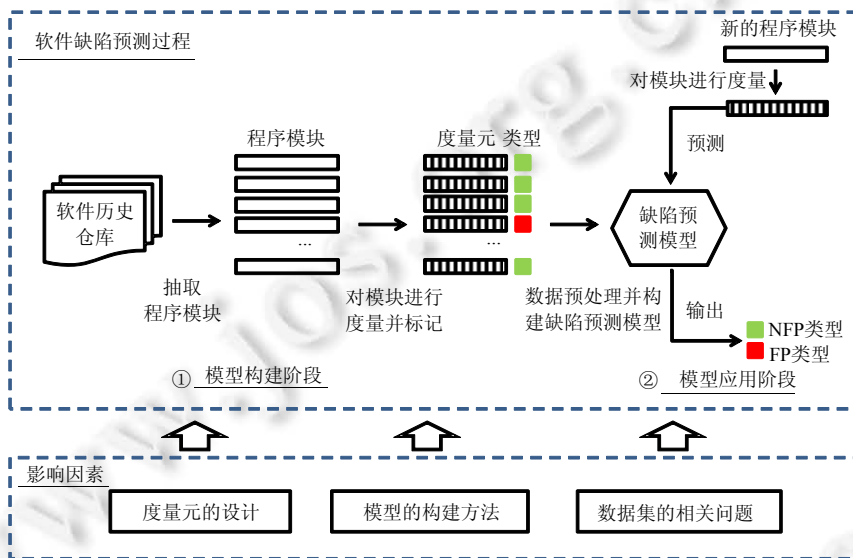 软件缺陷预测过程
新的程序模块
对模块进行度量
程序模块
度量元 类型
预测
软件历史
仓库
缺陷预
测模型
...
...
抽取
程序模块
对模块进行
度量并标记
数据预处理并构
建缺陷预测模型
输出
NFP类型
FP类型
① 模型构建阶段
② 模型应用阶段
影响因素
度量元的设计
模型的构建方法
数据集的相关问题
www.jos.org.c